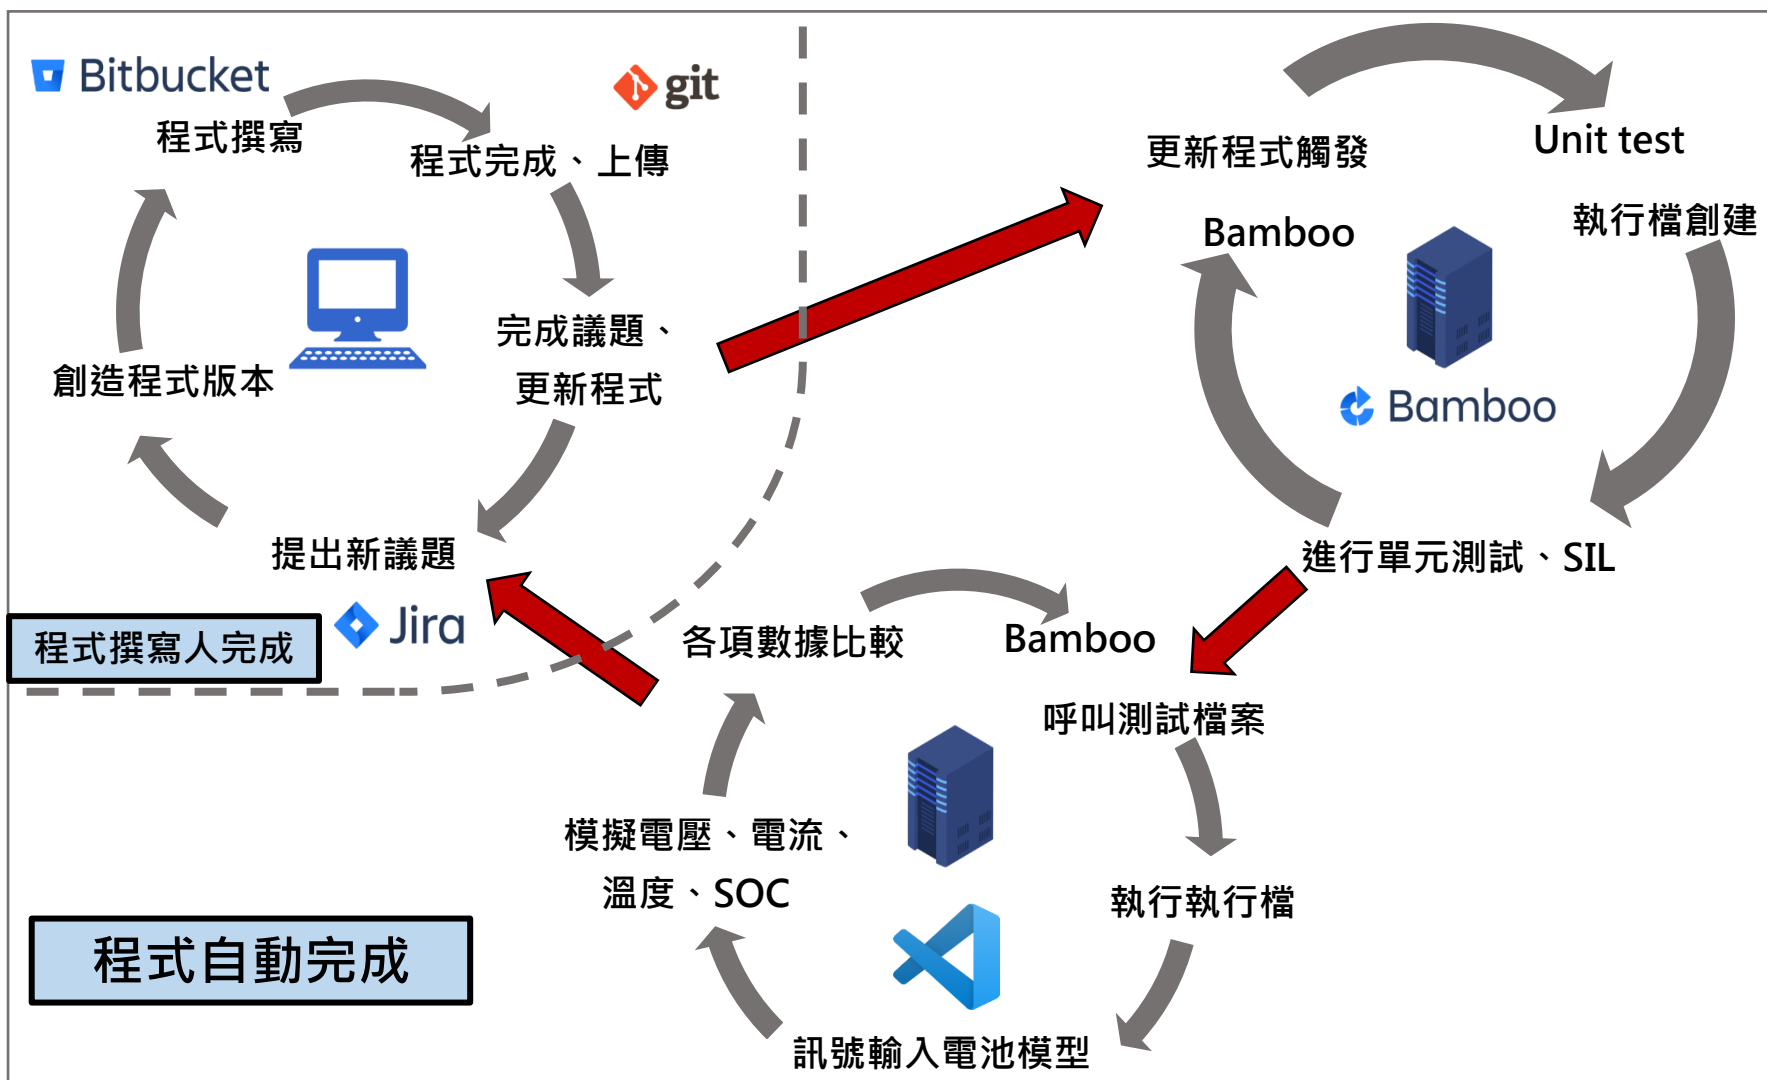 Bitbucket
git
程式撰寫
程式完成、上傳
完成議題、
更新程式
創造程式版本
提出新議題
Jira
程式撰寫人完成
更新程式觸發
Bamboo
Unit test
執行檔創建
Bamboo
進行單元測試、SIL
各項數據比較
Bamboo
呼叫測試檔案
模擬電壓、電流、
溫度、SOC
執行執行檔
訊號輸入電池模型
程式自動完成